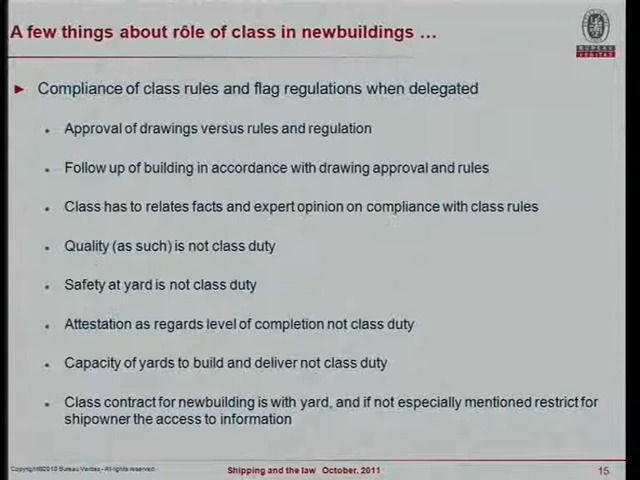 A few things about rôle of class in newbuildings …
BUREAU
VERITAS
► Compliance of class rules and flag regulations when delegated
• Approval of drawings versus rules and regulation
• Follow up of building in accordance with drawing approval and rules
• Class has to relates facts and expert opinion on compliance with class rules
• Quality (as such) is not class duty
• Safety at yard is not class duty
• Attestation as regards level of completion not class duty
• Capacity of yards to build and deliver not class duty
• Class contract for newbuilding is with yard, and if not especially mentioned restrict for
shipowner the access to information
Copyright©2010 Bureau Veritas - All rights reserved.
Shipping and the law October, 2011
15